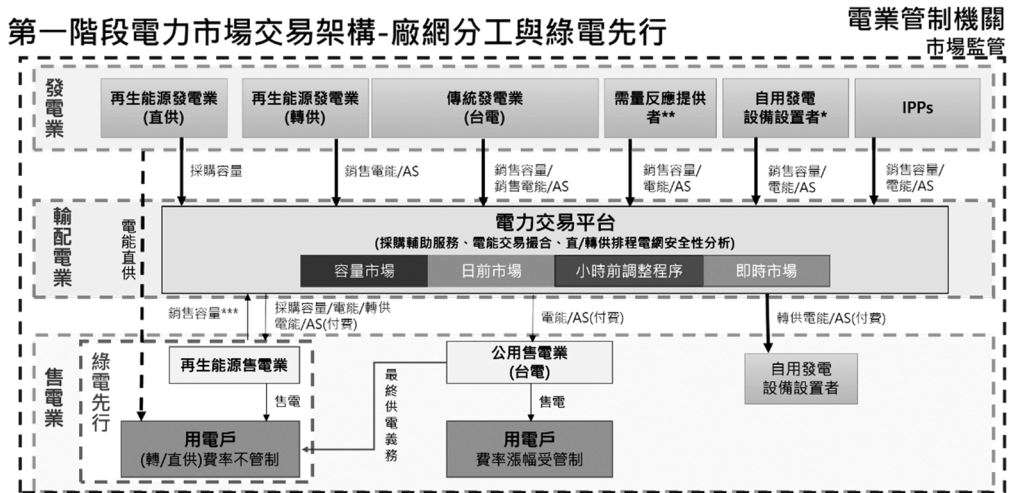 第一階段電力市場交易架構-廠網分工與綠電先行
電業管制機關
市場監管
發電業
再生能源發電業
(直供)
再生能源發電業
(轉供)
傳統發電業
(台電)
需量反應提供
者**
自用發電
設備設置者*
IPPs
採購容量
銷售電能/AS
銷售容量/
銷售電能/AS
銷售容量/
電能/AS
銷售容量/
電能/AS
銷售容量/
電能/AS
輸配電業
電能直供
電力交易平台
(採購輔助服務、電能交易撮合、直/轉供排程電網安全性分析)
容量市場
日前市場
小時前調整程序
即時市場
銷售容量***
採購容量/電能/轉供
電能/AS(付費)
電能/AS(付費)
轉供電能/AS(付費)
售電業
綠電先行
再生能源售電業
公用售電業
(台電)
自用發電
設備設置者
售電
最終供電義務
售電
用電戶
(轉/直供)費率不管制
用電戶
費率漲幅受管制